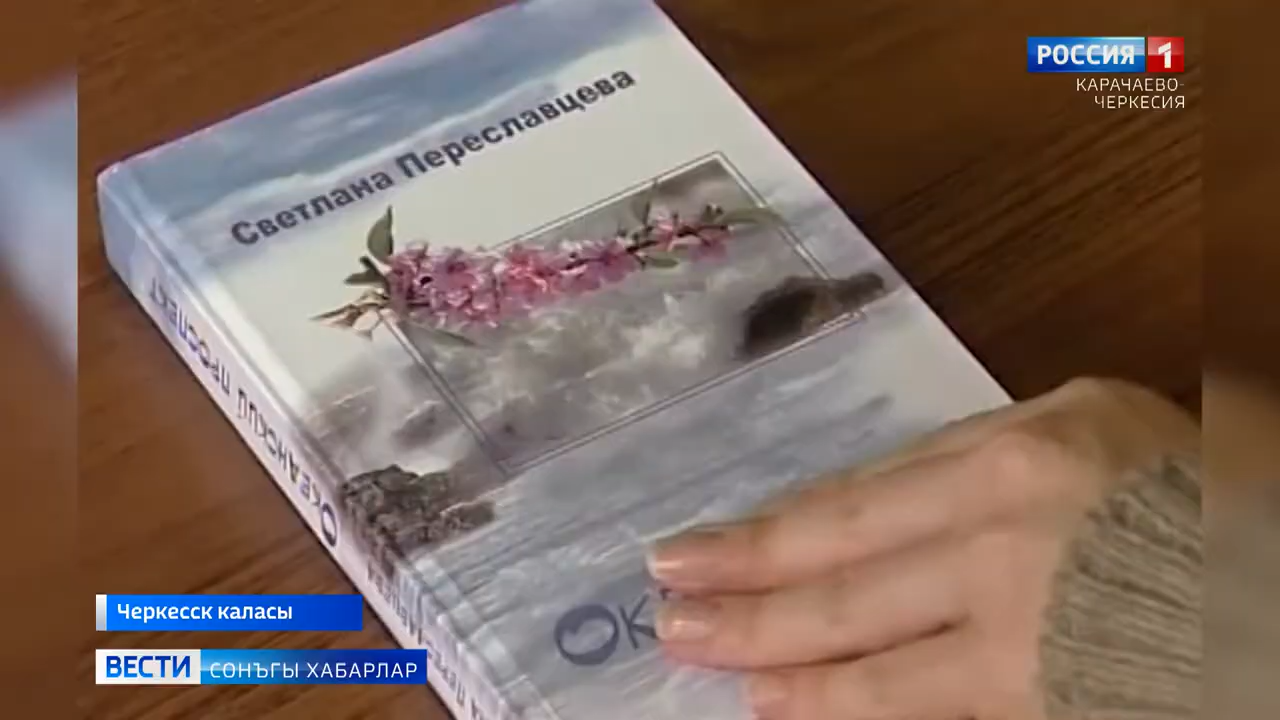 РОССИЯ 1
КАРАЧАЕВО-
ЧЕРКЕСИЯ
Светлана Переславцева
ОКЕАНСКИЙ ПРОСПЕКТ
Черкесск каласы
ВЕСТИ СОНЪГЫ ХАБАРЛАР